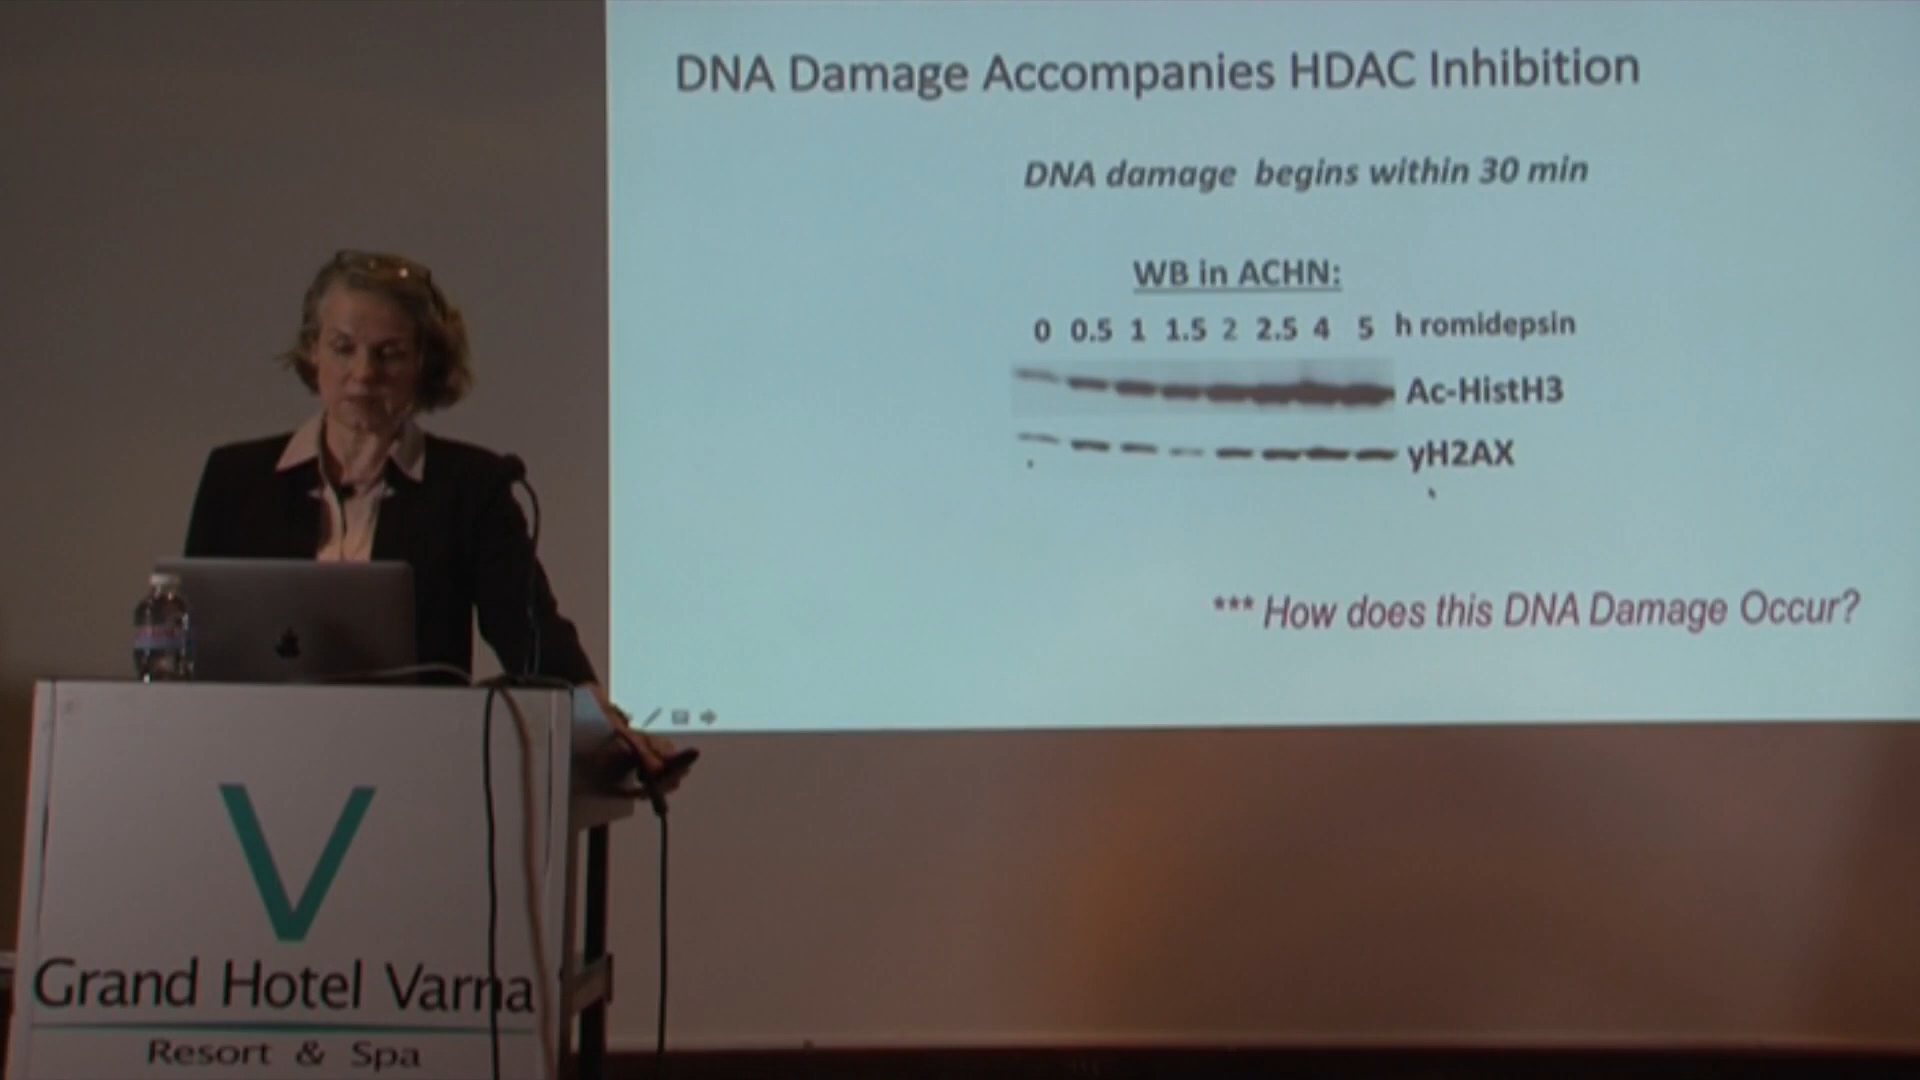 DNA Damage Accompanies HDAC Inhibition
DNA damage begins within 30 min
WB in ACHN:
0 0.5 1 1.5 2 2.5 4 5 h romidepsin
Ac-HistH3
yH2AX
*** How does this DNA Damage Occur?
V
Grand Hotel Varna
Resort & Spa